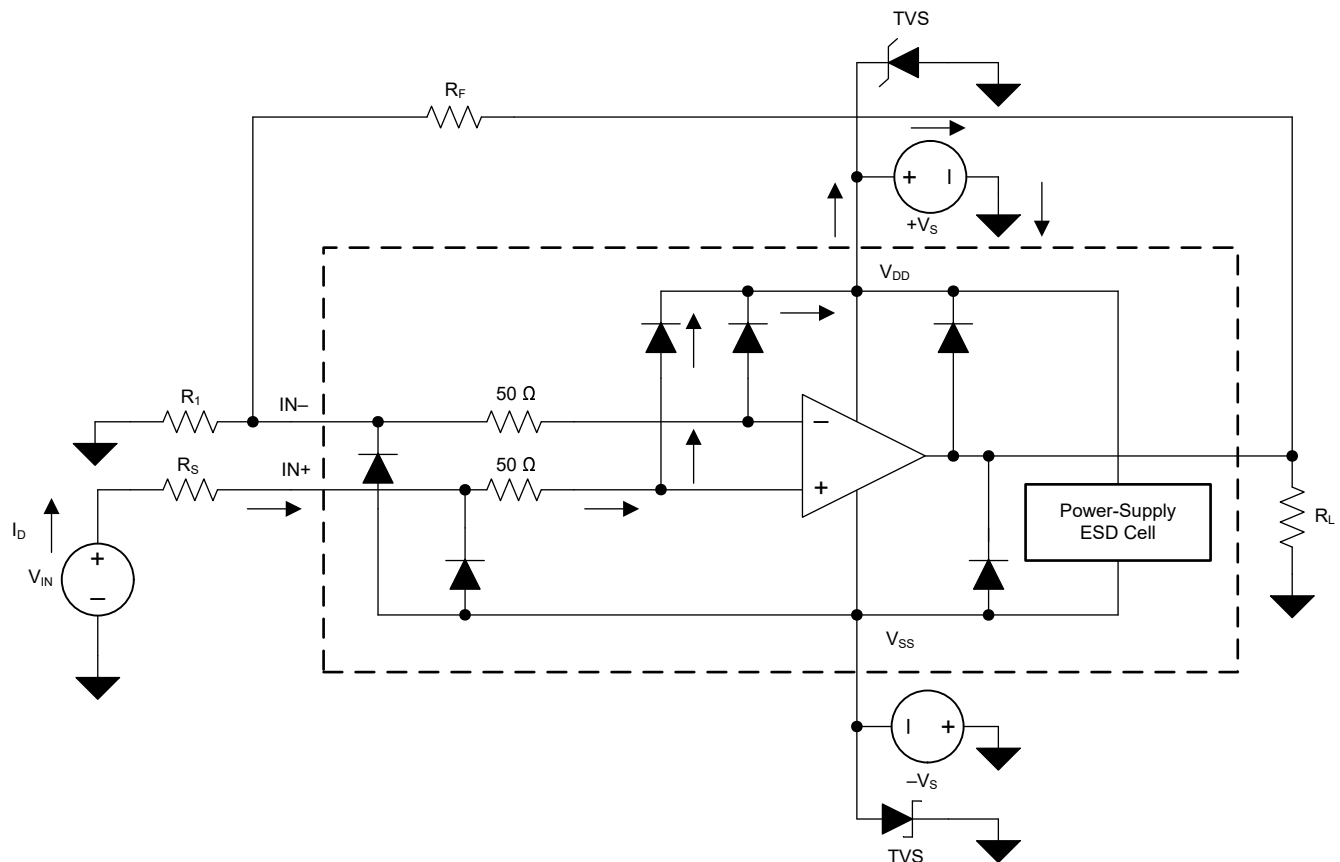 TVS
R_F
+ −
+V_S
V_DD
R_1
IN–
50 Ω
−
R_S
IN+
50 Ω
+
Power-Supply
ESD Cell
R_L
I_D
+
V_IN
−
V_SS
− +
–V_S
TVS